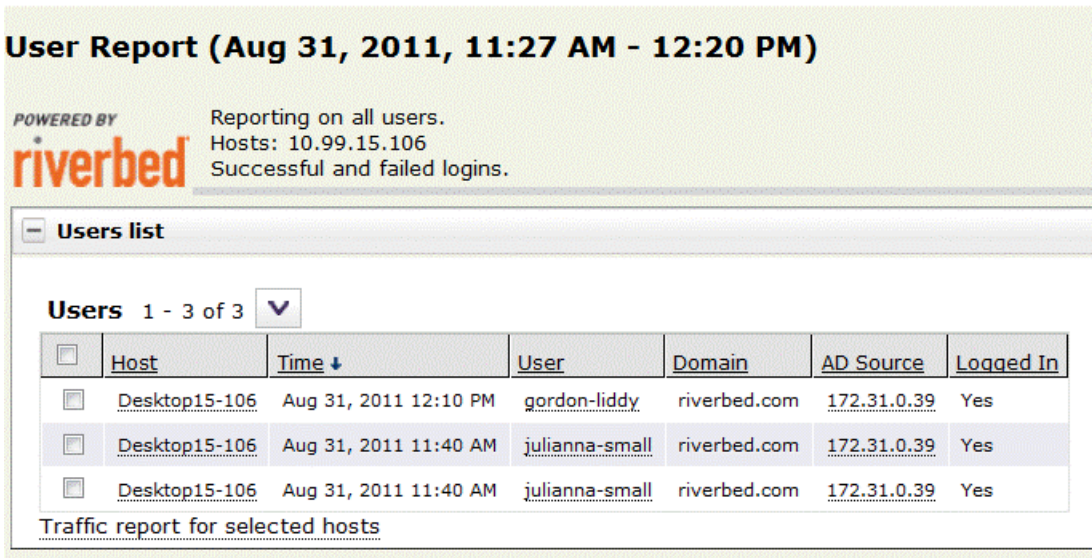 User Report (Aug 31, 2011, 11:27 AM - 12:20 PM)
POWERED BY
riverbed
Reporting on all users.
Hosts: 10.99.15.106
Successful and failed logins.
Users list
Users 1 - 3 of 3
Host Time User Domain AD Source Logged In
Desktop15-106 Aug 31, 2011 12:10 PM gordon-liddy riverbed.com 172.31.0.39 Yes
Desktop15-106 Aug 31, 2011 11:40 AM julianna-small riverbed.com 172.31.0.39 Yes
Desktop15-106 Aug 31, 2011 11:40 AM julianna-small riverbed.com 172.31.0.39 Yes
Traffic report for selected hosts